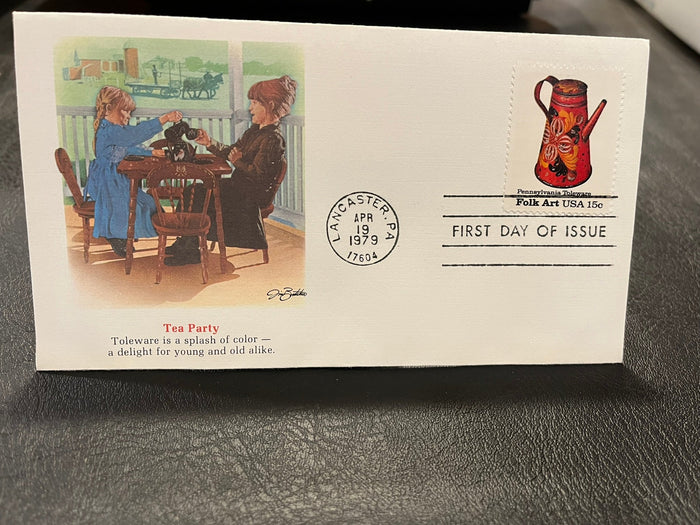 Pennsylvania Toleware
Folk Art USA 15c
LANCASTER, PA
APR
19
1979
17604
FIRST DAY OF ISSUE
Tea Party
Toleware is a splash of color —
a delight for young and old alike.